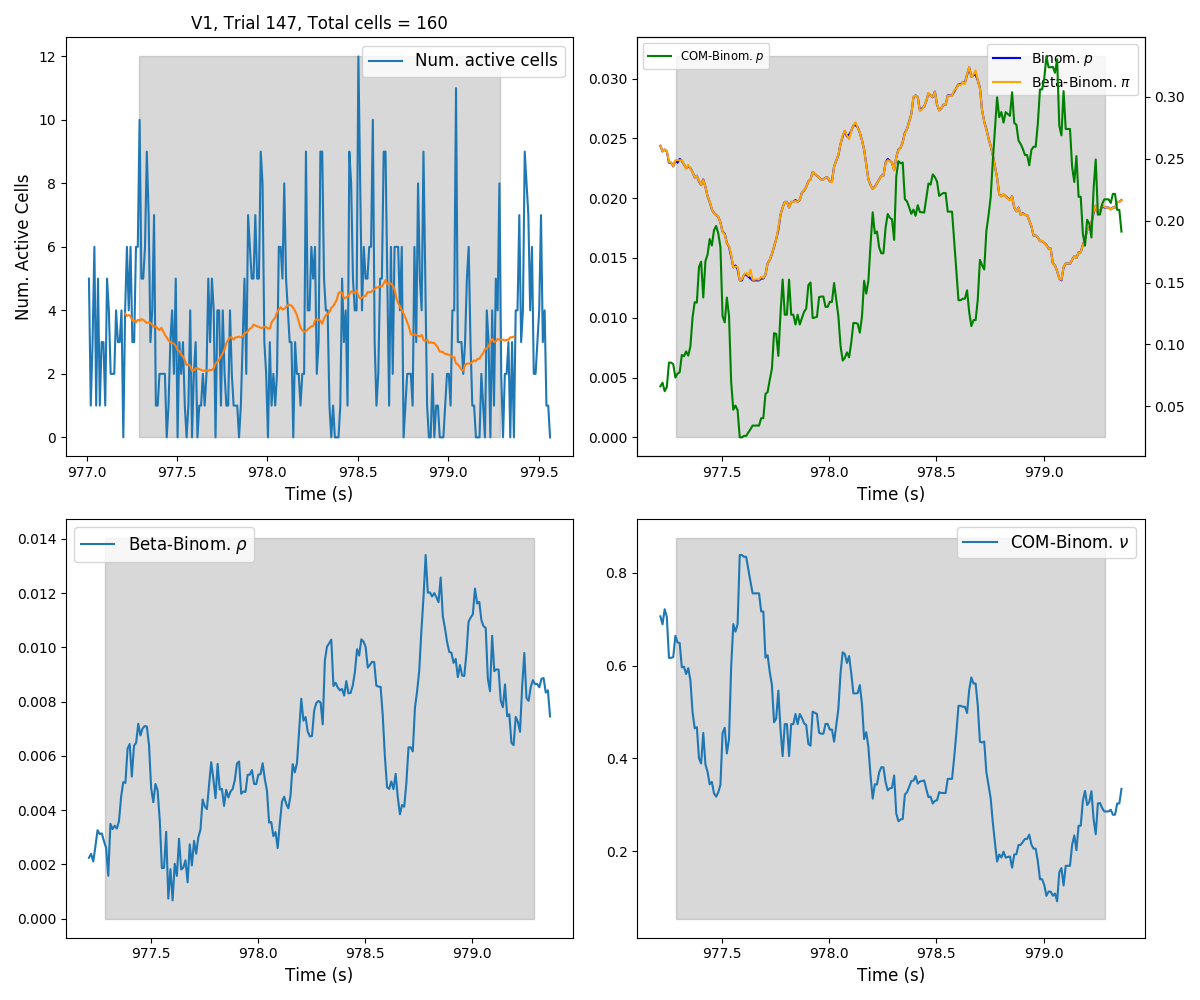 V1, Trial 147, Total cells = 160
Num. active cells
12
10
8
6
4
2
0
Num. Active Cells
977.0 977.5 978.0 978.5 979.0 979.5
Time (s)
COM-Binom. p
Binom. p
Beta-Binom. π
0.030
0.025
0.020
0.015
0.010
0.005
0.000
0.30
0.25
0.20
0.15
0.10
0.05
977.5 978.0 978.5 979.0
Time (s)
Beta-Binom. ρ
0.014
0.012
0.010
0.008
0.006
0.004
0.002
0.000
977.5 978.0 978.5 979.0
Time (s)
COM-Binom. ν
0.8
0.6
0.4
0.2
977.5 978.0 978.5 979.0
Time (s)